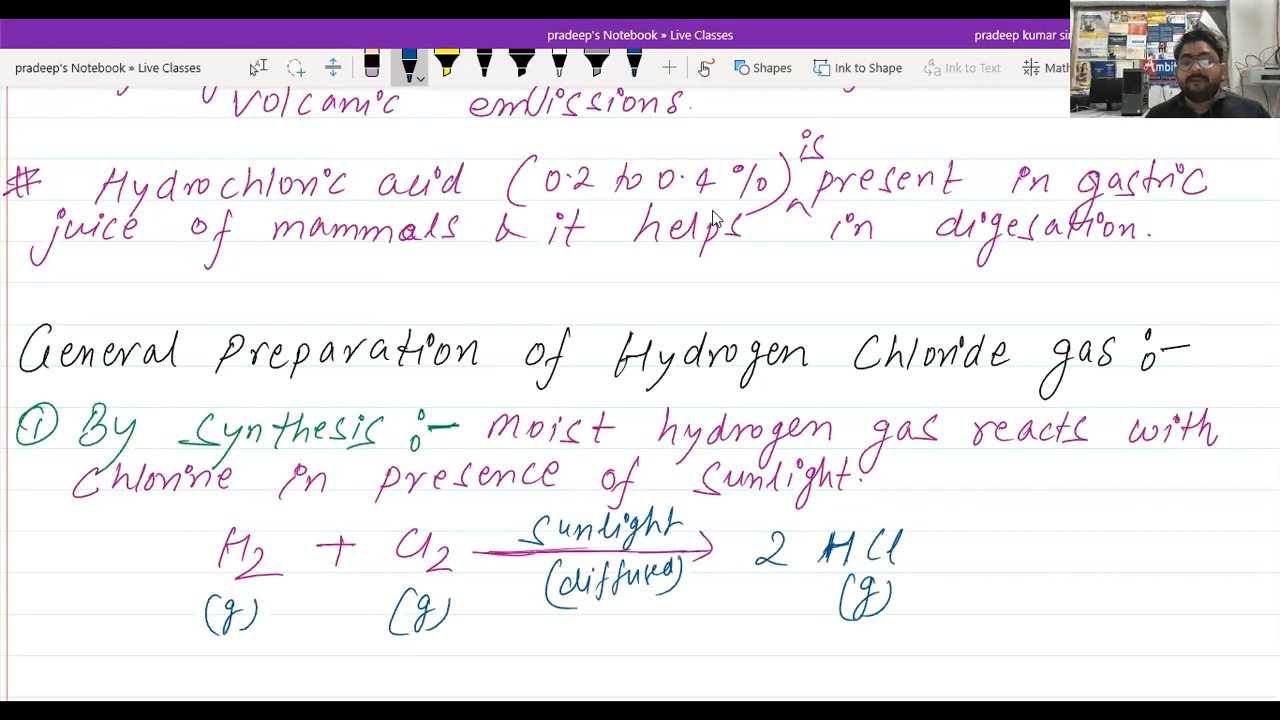 pradeep's Notebook » Live Classes
pradeep kumar sin
pradeep's Notebook » Live Classes
Shapes
Ink to Shape
Ink to Text
Math
Ambit
volcanic emissions.
# Hydrochloric acid (0.2 to 0.4 %) is present in gastric
juice of mammals & it helps in digesation.
General Preparation of Hydrogen Chloride gas :-
① By synthesis :- moist hydrogen gas reacts with
chlorine in presence of sunlight.
sunlight
H2 + Cl2 → 2 HCl
(diffused)
(g) (g) (g)